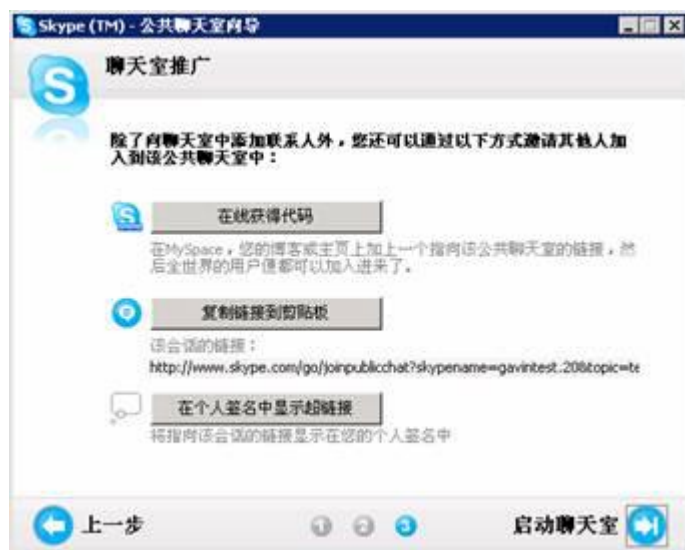 Skype (TM) - 公共聊天室向导
聊天室推广
除了向聊天室中添加联系人外，您还可以通过以下方式邀请其他人加
入到该公共聊天室中：
在线获得代码
在MySpace，您的博客或主页上加上一个指向该公共聊天室的链接，然
后全世界的用户便都可以加入进来了。
复制链接到剪贴板
该会话的链接：
http://www.skype.com/go/joinpublicchat?skypename=gavintest.20&topic=te
在个人签名中显示超链接
将指向该会话的链接显示在您的个人签名中
上一步
1 2 3
启动聊天室